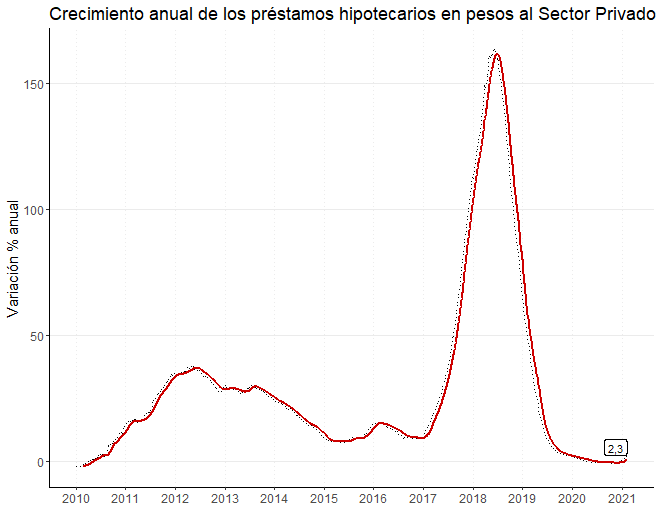 Crecimiento anual de los préstamos hipotecarios en pesos al Sector Privado
Variación % anual
150
100
50
0
2,3
2010 2011 2012 2013 2014 2015 2016 2017 2018 2019 2020 2021